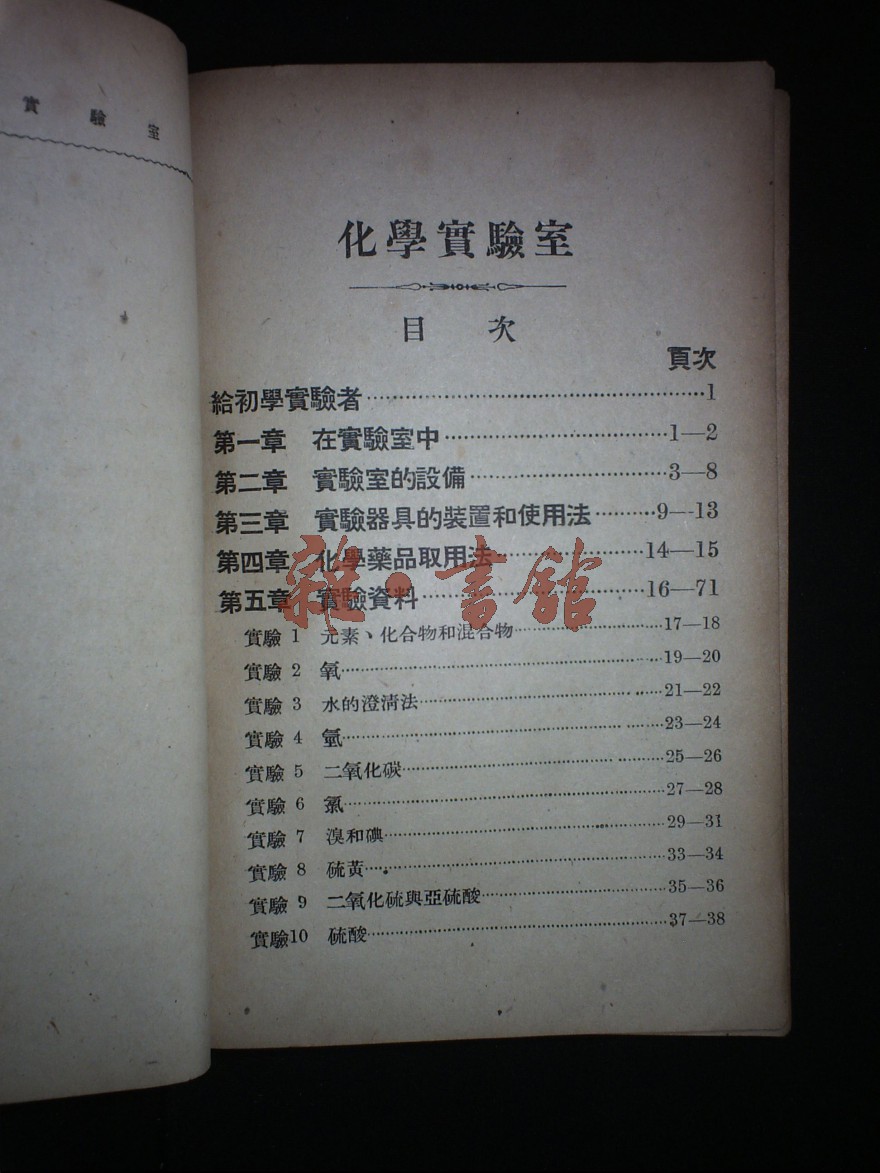 實驗室
化學實驗室
目次
頁次
給初學實驗者……1
第一章 在實驗室中……1—2
第二章 實驗室的設備……3—8
第三章 實驗器具的裝置和使用法……9—13
第四章 化學藥品取用法……14—15
第五章 實驗資料……16—71
實驗 1 元素、化合物和混合物……17—18
實驗 2 氧……19—20
實驗 3 水的澄淸法……21—22
實驗 4 氫……23—24
實驗 5 二氧化碳……25—26
實驗 6 氯……27—28
實驗 7 溴和碘……29—31
實驗 8 硫黃……33—34
實驗 9 二氧化硫與亞硫酸……35—36
實驗10 硫酸……37—38
雜·書館